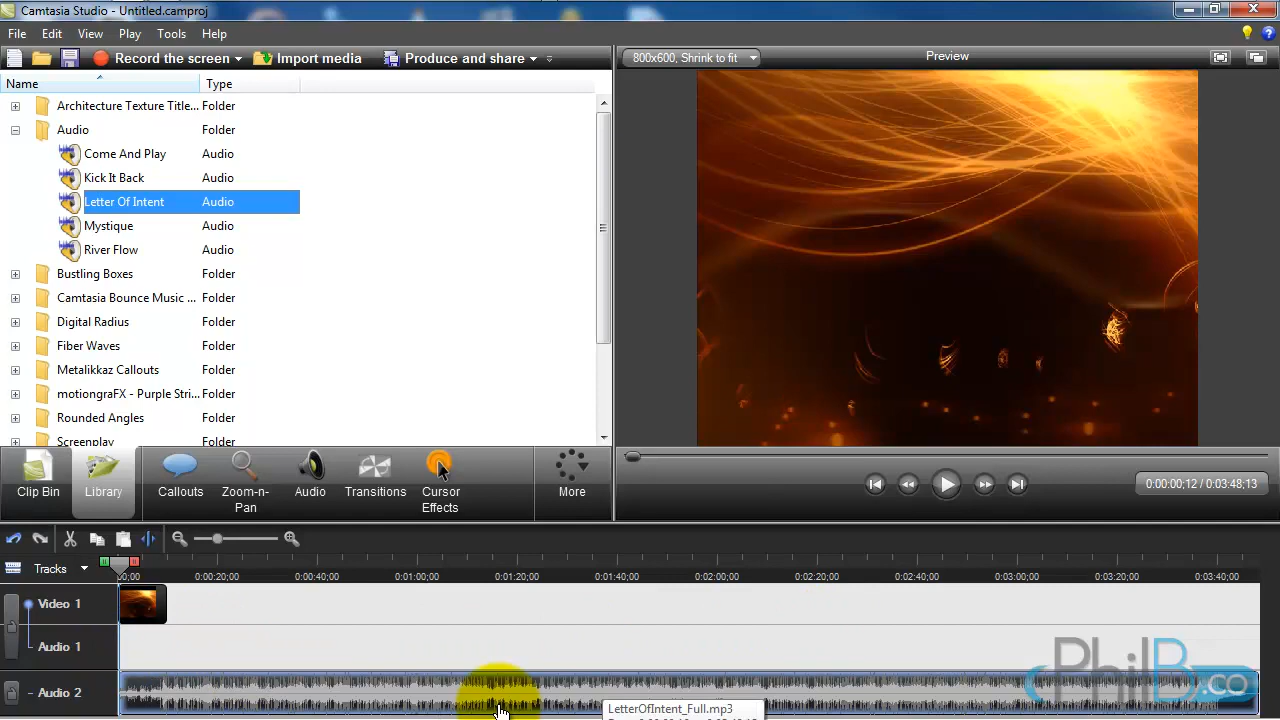 Camtasia Studio - Untitled.camproj
File Edit View Play Tools Help
Record the screen Import media Produce and share
800x600, Shrink to fit
Preview
Name Type
Architecture Texture Title... Folder
Audio Folder
Come And Play Audio
Kick It Back Audio
Letter Of Intent Audio
Mystique Audio
River Flow Audio
Bustling Boxes Folder
Camtasia Bounce Music ... Folder
Digital Radius Folder
Fiber Waves Folder
Metalikkaz Callouts Folder
motiongraFX - Purple Stri... Folder
Rounded Angles Folder
Screenplay Folder
Clip Bin Library Callouts Zoom-n-Pan Audio Transitions Cursor Effects More
0:00:00;12 / 0:03:48;13
Tracks
00;00 0:00:20;00 0:00:40;00 0:01:00;00 0:01:20;00 0:01:40;00 0:02:00;00 0:02:20;00 0:02:40;00 0:03:00;00 0:03:20;00 0:03:40;00
Video 1
Audio 1
Audio 2
LetterOfIntent_Full.mp3
PhilB.co